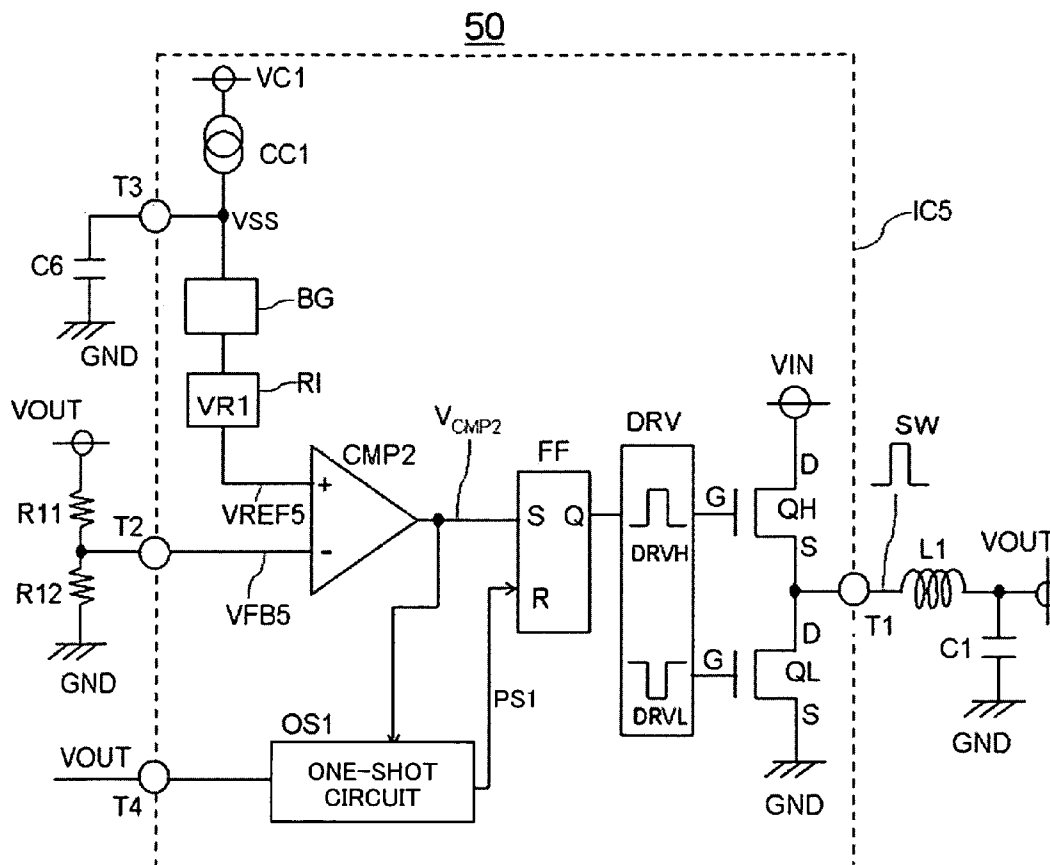 50
VC1
CC1
T3
VSS
IC5
C6
BG
GND
RI
VR1
VIN
VOUT
V_CMP2
DRV
SW
CMP2
FF
D
+
G
QH
R11
VREF5
S
Q
S
L1
VOUT
T2
DRVH
-
R12
VFB5
R
T1
D
C1
G
QL
GND
PS1
DRVL
S
OS1
GND
VOUT
ONE-SHOT
CIRCUIT
T4
GND